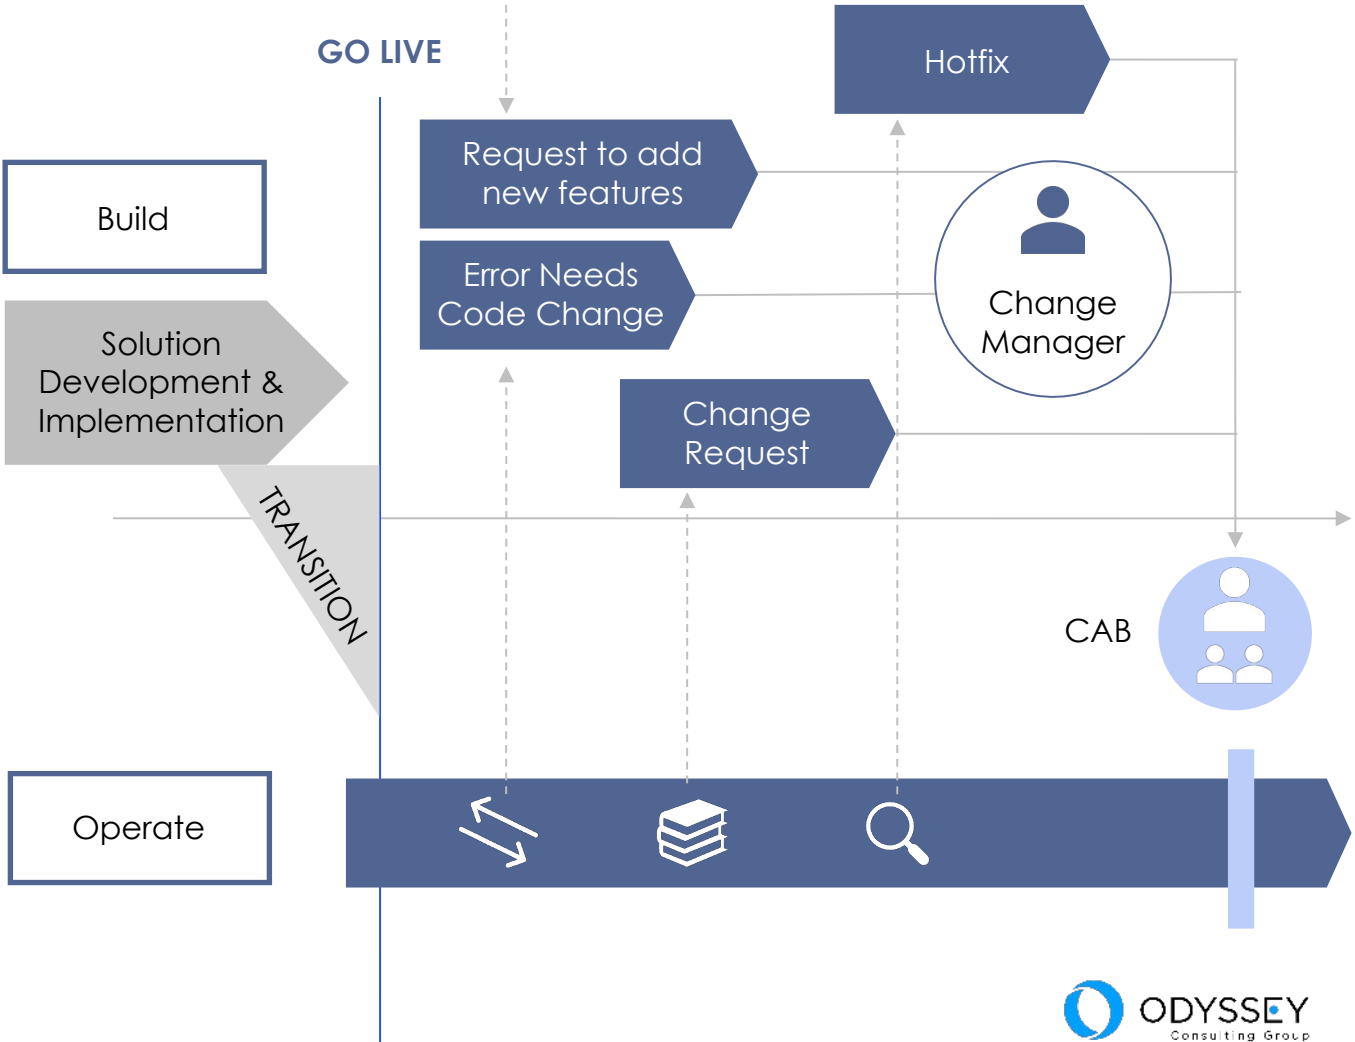 GO LIVE
Hotfix
Request to add
new features
Build
Error Needs
Code Change
Change
Manager
Solution
Development &
Implementation
Change
Request
TRANSITION
CAB
Operate
ODYSSEY
Consulting Group